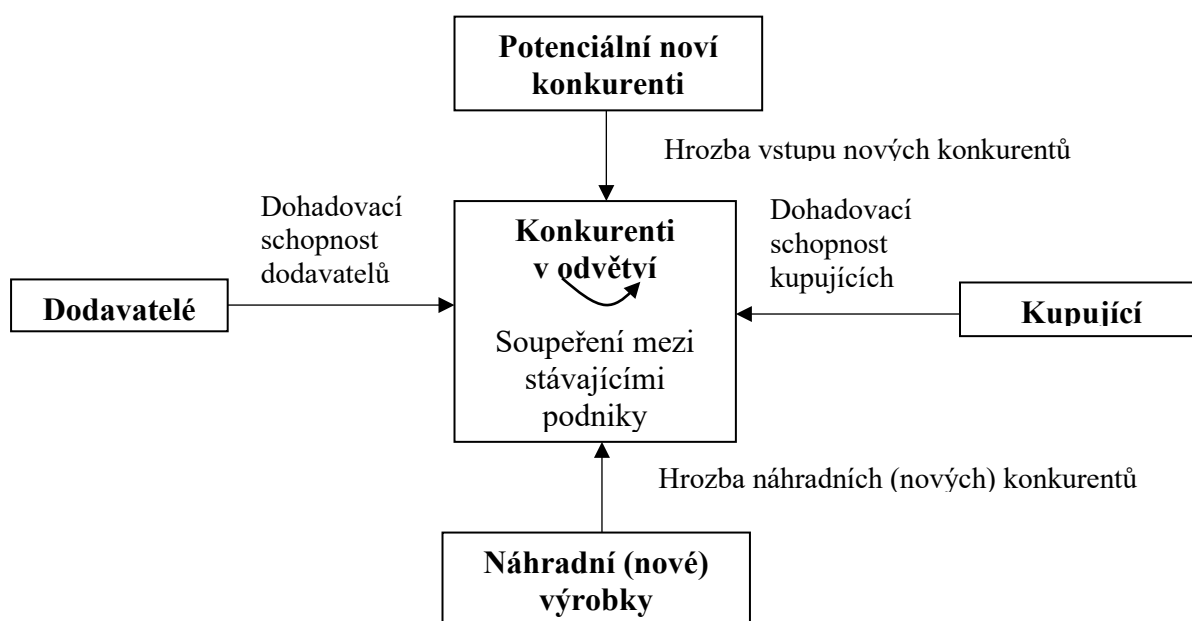 Potenciální noví
konkurenti
Hrozba vstupu nových konkurentů
Dohadovací
schopnost
dodavatelů
Konkurenti
v odvětví
Dohadovací
schopnost
kupujících
Dodavatelé
Kupující
Soupeření mezi
stávajícími
podniky
Hrozba náhradních (nových) konkurentů
Náhradní (nové)
výrobky